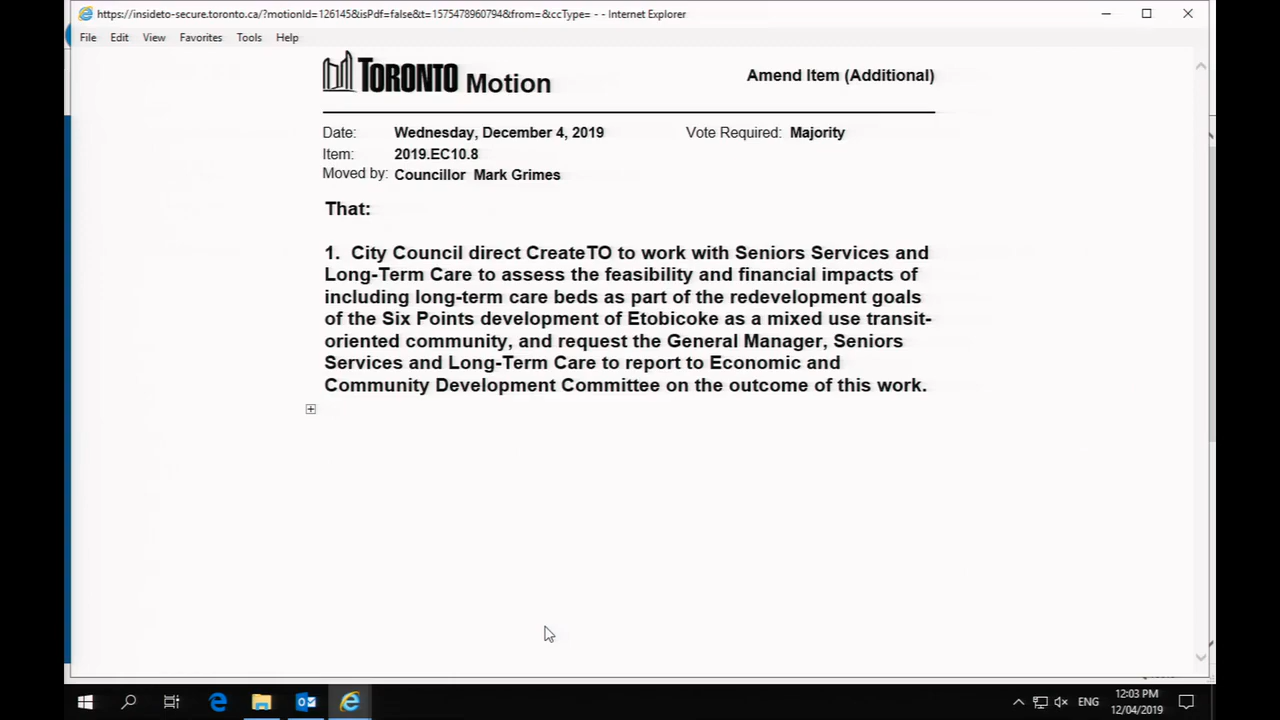 https://insideto-secure.toronto.ca/?motionId=126145&isPdf=false&t=1575478960794&from=&ccType= - - Internet Explorer
File Edit View Favorites Tools Help
TORONTO Motion
Amend Item (Additional)
Date: Wednesday, December 4, 2019 Vote Required: Majority
Item: 2019.EC10.8
Moved by: Councillor Mark Grimes
That:
1. City Council direct CreateTO to work with Seniors Services and
Long-Term Care to assess the feasibility and financial impacts of
including long-term care beds as part of the redevelopment goals
of the Six Points development of Etobicoke as a mixed use transit-
oriented community, and request the General Manager, Seniors
Services and Long-Term Care to report to Economic and
Community Development Committee on the outcome of this work.
ENG
12:03 PM
12/04/2019